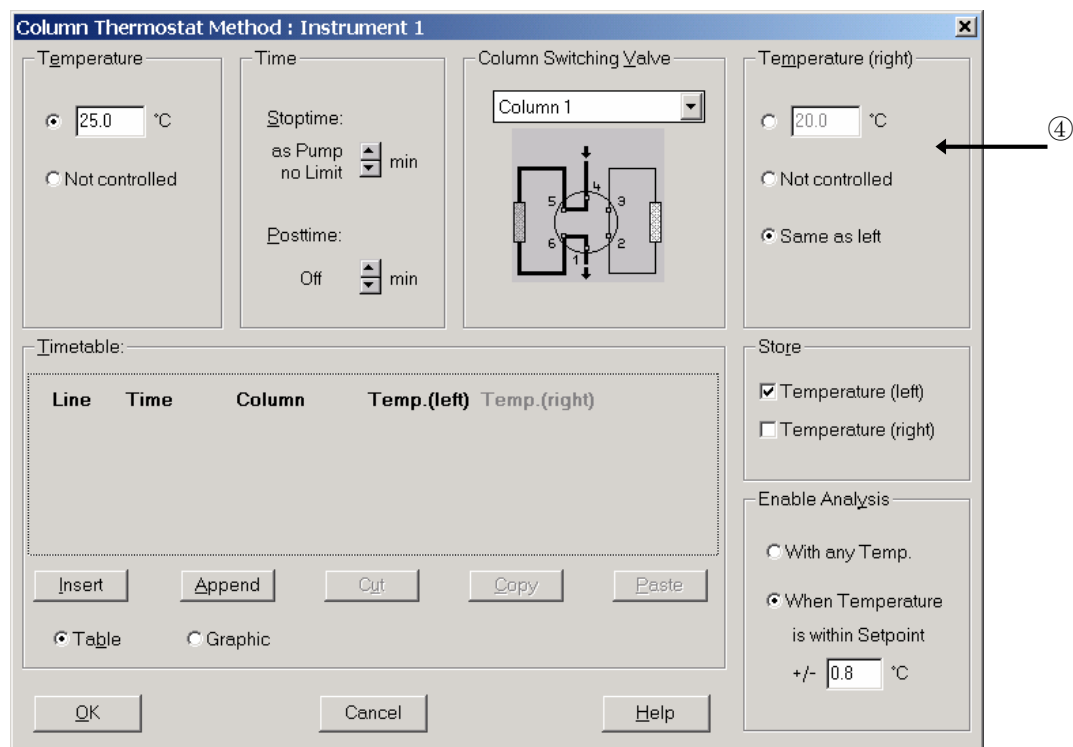 Column Thermostat Method : Instrument 1
Temperature
25.0 °C
Not controlled
Time
Stoptime:
as Pump
no Limit
min
Posttime:
Off
min
Column Switching Valve
Column 1
4
5
3
6
2
1
Temperature (right)
20.0 °C
Not controlled
Same as left
④
Timetable:
Line Time Column Temp.(left) Temp.(right)
Insert Append Cut Copy Paste
Table Graphic
Store
Temperature (left)
Temperature (right)
Enable Analysis
With any Temp.
When Temperature
is within Setpoint
+/- 0.8 °C
OK Cancel Help